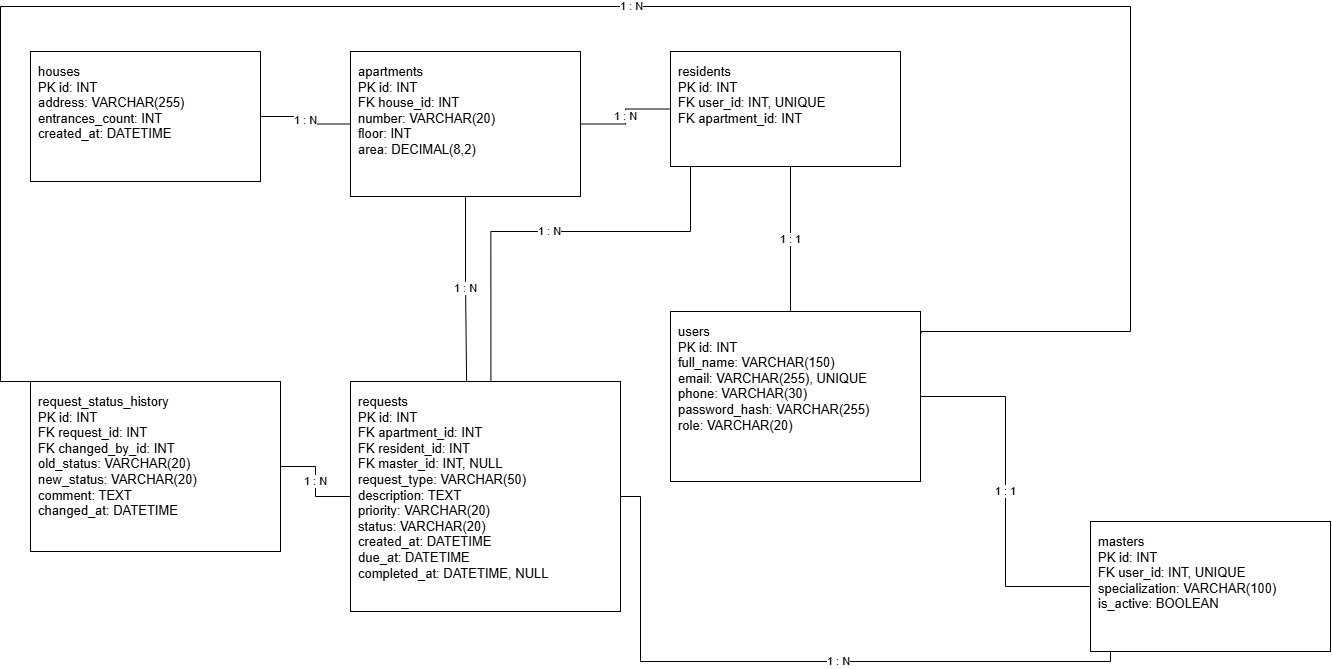 1 : N
houses
PK id: INT
address: VARCHAR(255)
entrances_count: INT
created_at: DATETIME
1 : N
apartments
PK id: INT
FK house_id: INT
number: VARCHAR(20)
floor: INT
area: DECIMAL(8,2)
1 : N
residents
PK id: INT
FK user_id: INT, UNIQUE
FK apartment_id: INT
1 : N
1 : N
1 : 1
users
PK id: INT
full_name: VARCHAR(150)
email: VARCHAR(255), UNIQUE
phone: VARCHAR(30)
password_hash: VARCHAR(255)
role: VARCHAR(20)
request_status_history
PK id: INT
FK request_id: INT
FK changed_by_id: INT
old_status: VARCHAR(20)
new_status: VARCHAR(20)
comment: TEXT
changed_at: DATETIME
1 : N
requests
PK id: INT
FK apartment_id: INT
FK resident_id: INT
FK master_id: INT, NULL
request_type: VARCHAR(50)
description: TEXT
priority: VARCHAR(20)
status: VARCHAR(20)
created_at: DATETIME
due_at: DATETIME
completed_at: DATETIME, NULL
1 : 1
masters
PK id: INT
FK user_id: INT, UNIQUE
specialization: VARCHAR(100)
is_active: BOOLEAN
1 : N